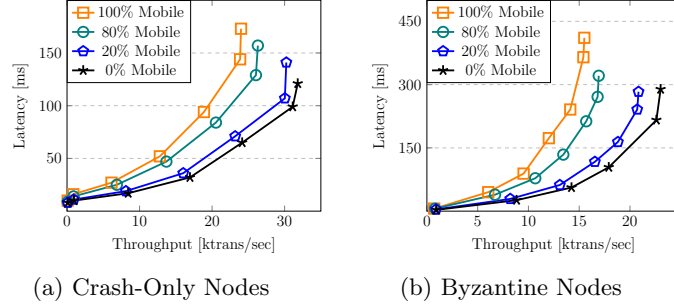 100% Mobile
80% Mobile
20% Mobile
0% Mobile
150
100
50
0
10
20
30
Latency [ms]
Throughput [ktrans/sec]
(a) Crash-Only Nodes
100% Mobile
80% Mobile
20% Mobile
0% Mobile
450
300
150
0
5
10
15
20
Latency [ms]
Throughput [ktrans/sec]
(b) Byzantine Nodes